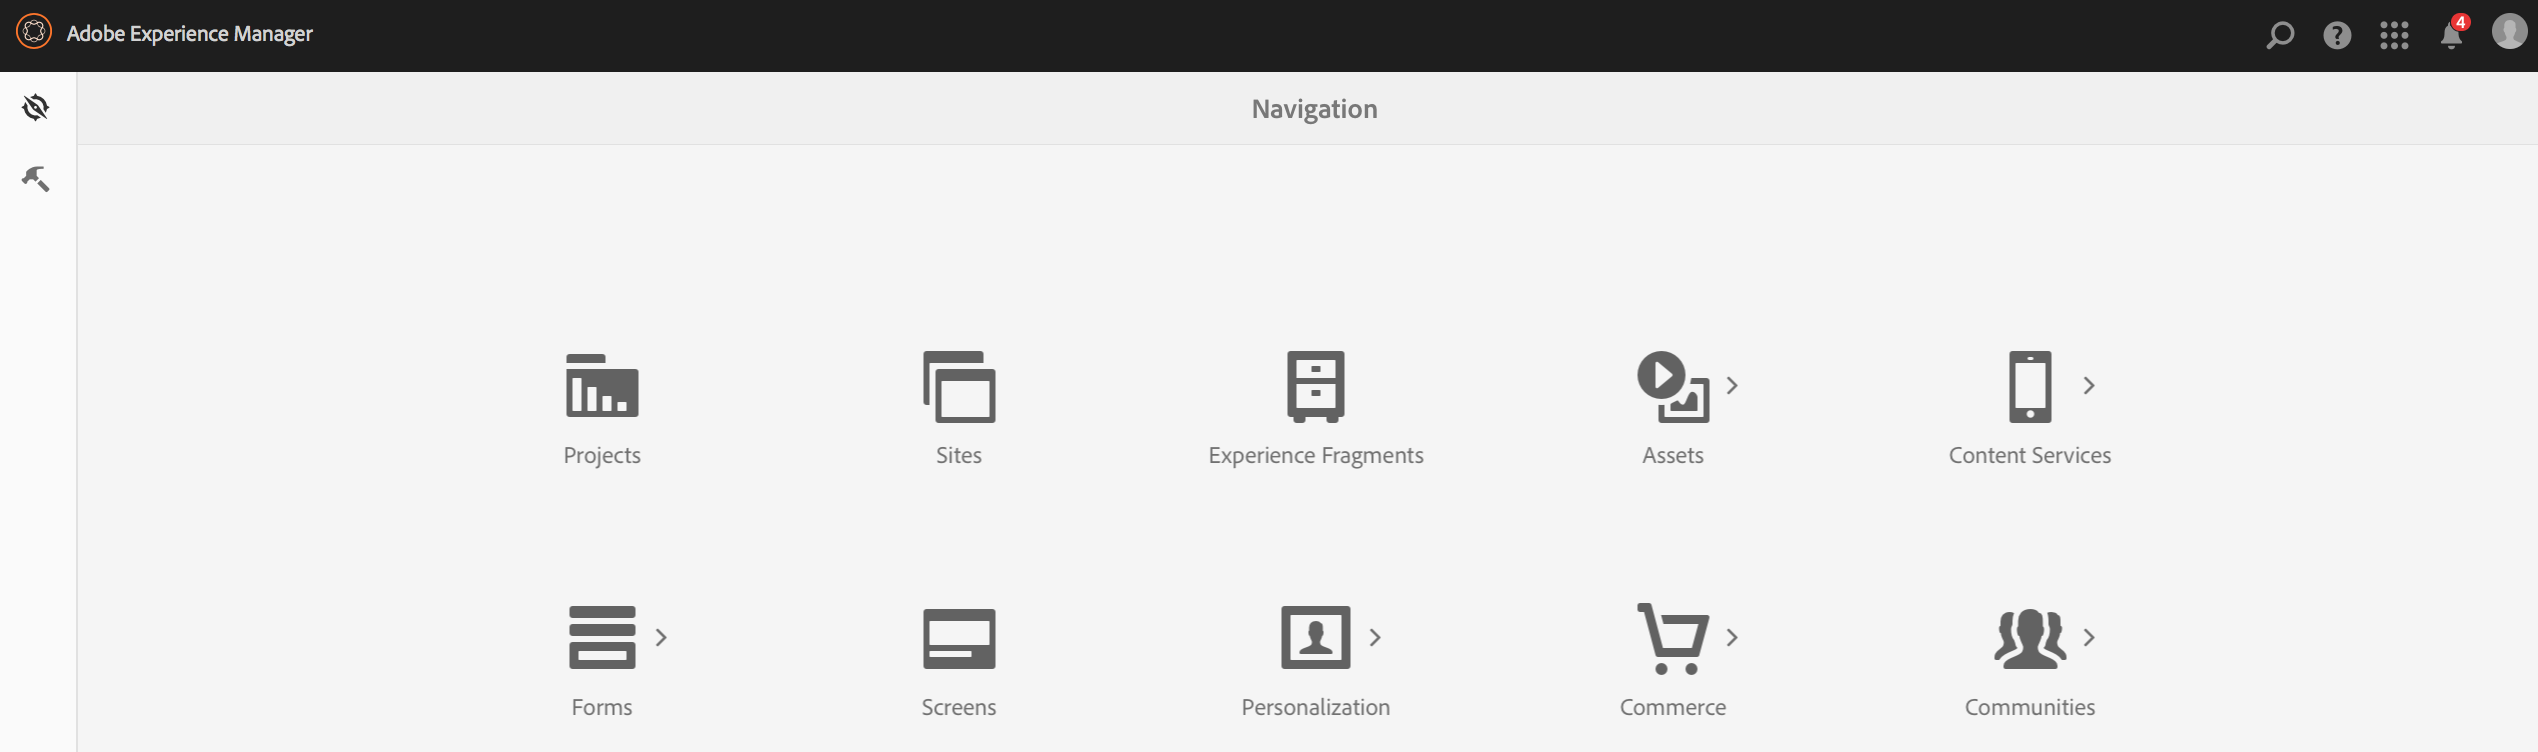 Adobe Experience Manager
4
Navigation
Projects
Sites
Experience Fragments
Assets
Content Services
Forms
Screens
Personalization
Commerce
Communities